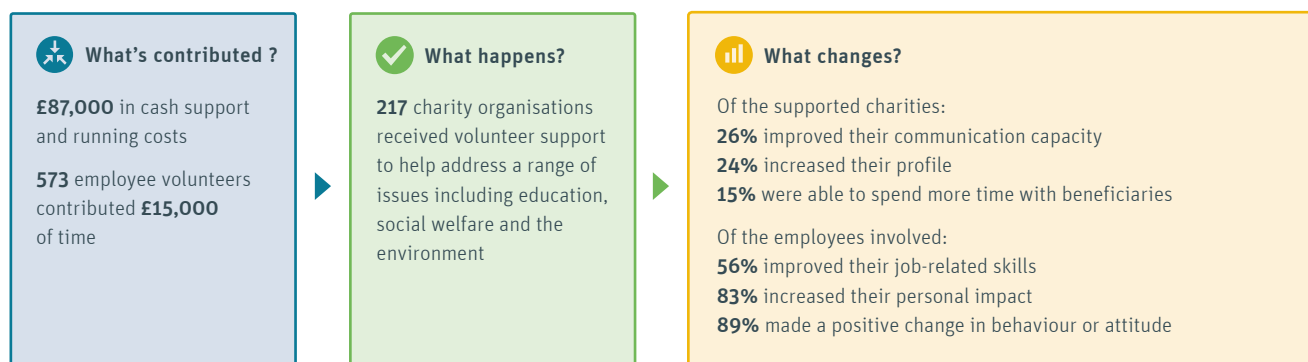 What's contributed ?
£87,000 in cash support
and running costs
573 employee volunteers
contributed £15,000
of time
What happens?
217 charity organisations
received volunteer support
to help address a range of
issues including education,
social welfare and the
environment
What changes?
Of the supported charities:
26% improved their communication capacity
24% increased their profile
15% were able to spend more time with beneficiaries
Of the employees involved:
56% improved their job-related skills
83% increased their personal impact
89% made a positive change in behaviour or attitude